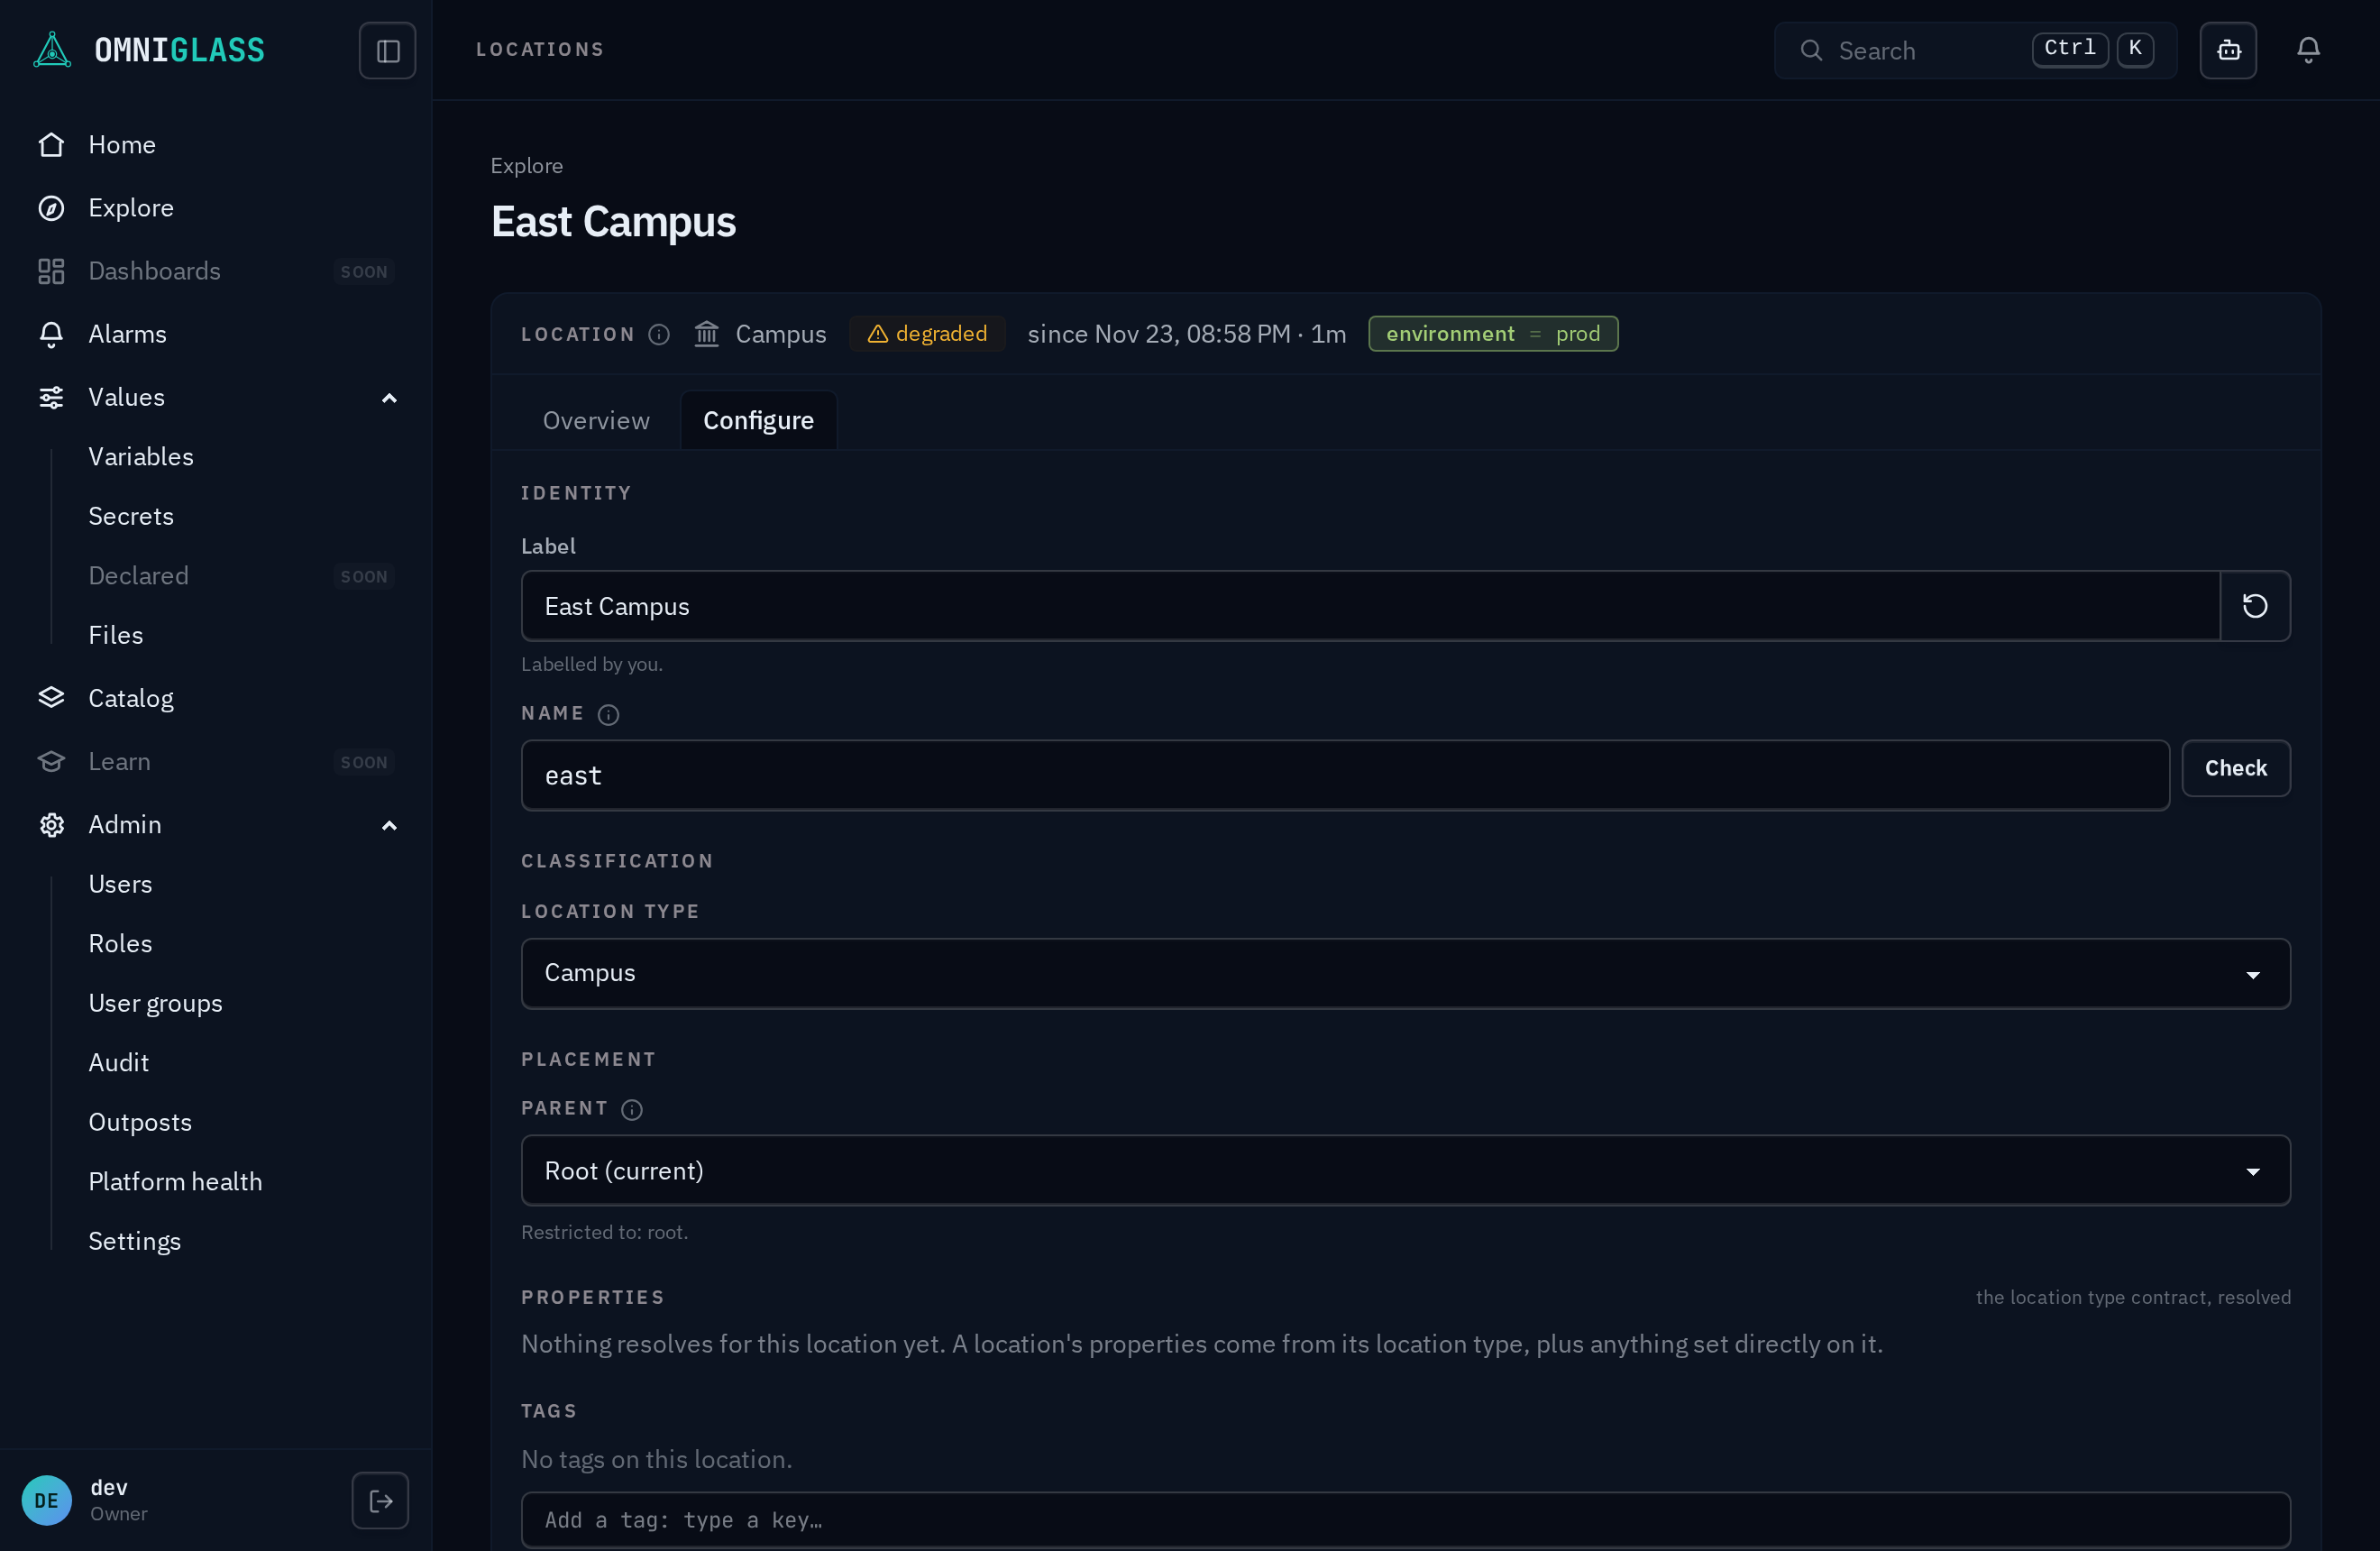 OMNIGLASS
Home
Explore
Dashboards SOON
Alarms
Values
Variables
Secrets
Declared SOON
Files
Catalog
Learn SOON
Admin
Users
Roles
User groups
Audit
Outposts
Platform health
Settings
DE dev
Owner
LOCATIONS
Search Ctrl K
Explore
East Campus
LOCATION Campus degraded since Nov 23, 08:58 PM · 1m environment = prod
Overview Configure
IDENTITY
Label
East Campus
Labelled by you.
NAME
east Check
CLASSIFICATION
LOCATION TYPE
Campus
PLACEMENT
PARENT
Root (current)
Restricted to: root.
PROPERTIES the location type contract, resolved
Nothing resolves for this location yet. A location's properties come from its location type, plus anything set directly on it.
TAGS
No tags on this location.
Add a tag: type a key…